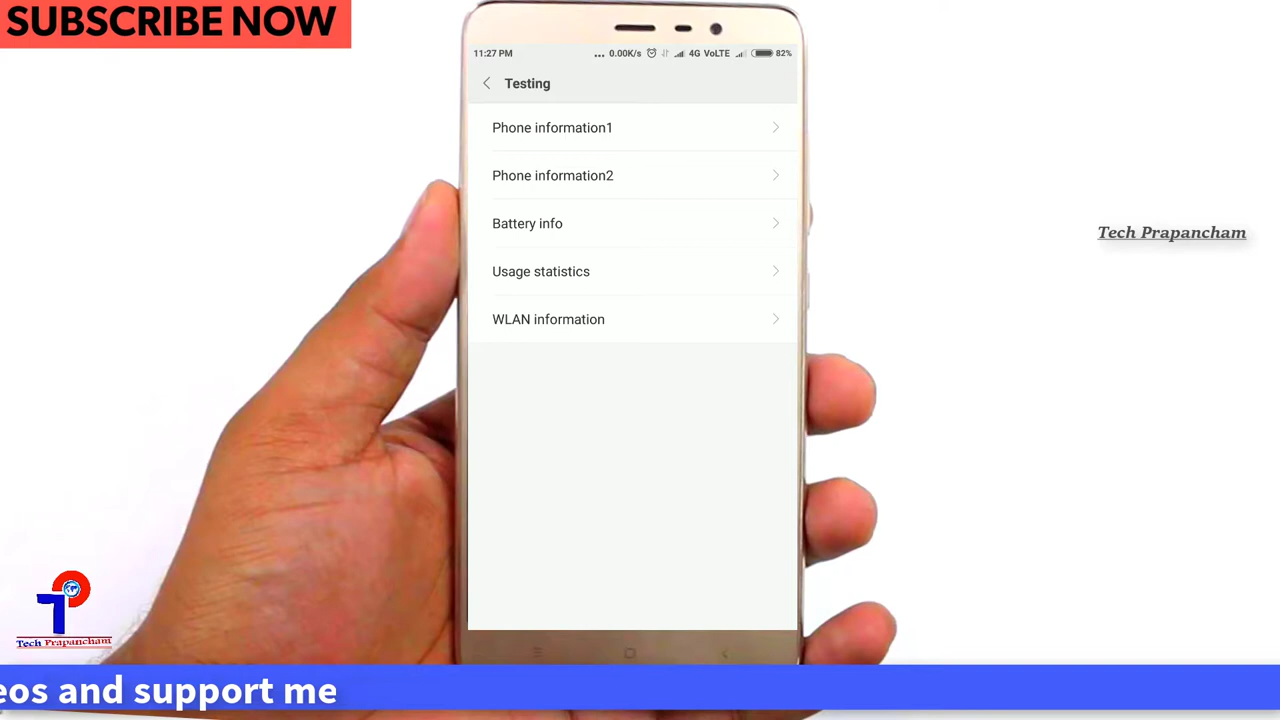 SUBSCRIBE NOW
11:27 PM ... 0.00K/s 4G VoLTE 82%
Testing
Phone information1
Phone information2
Battery info
Usage statistics
WLAN information
Tech Prapancham
Tech Prapancham
eos and support me